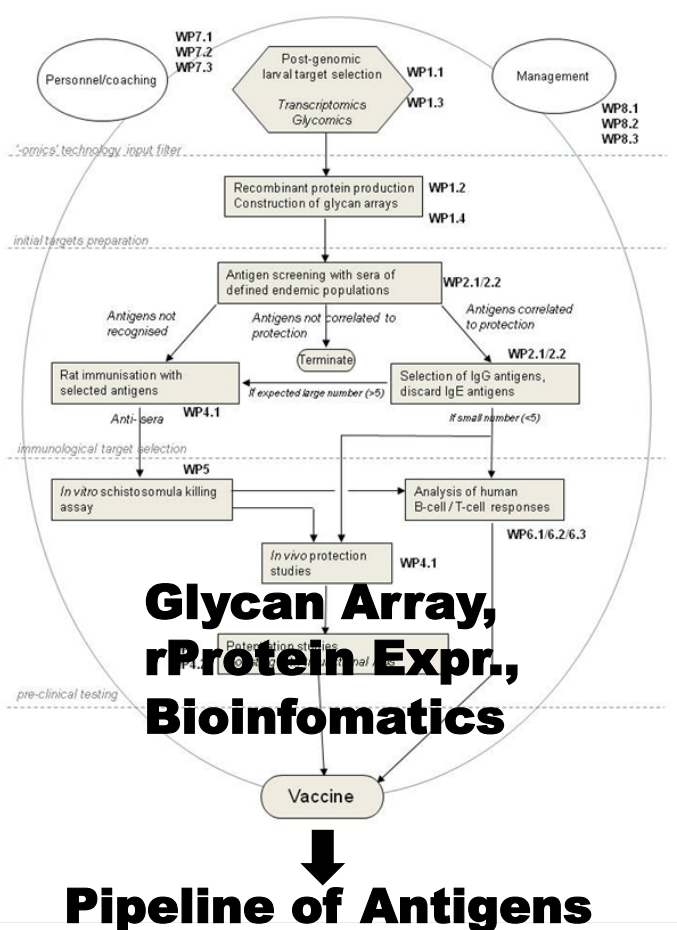 WP7.1
WP7.2
WP7.3
Personnel/coaching
Post-genomic
larval target selection
Transcriptomics
Glycomics
WP1.1
WP1.3
Management
WP8.1
WP8.2
WP8.3
'-omics' technology input filter
Recombinant protein production
Construction of glycan arrays
WP1.2
WP1.4
initial targets preparation
Antigen screening with sera of
defined endemic populations
WP2.1/2.2
Antigens not
recognised
Antigens not correlated to
protection
Antigens correlated
to protection
Terminate
WP2.1/2.2
Rat immunisation with
selected antigens
If expected large number (>5)
Selection of IgG antigens,
discard IgE antigens
WP4.1
Anti-sera
If small number (<5)
immunological target selection
WP5
In vitro schistosomula killing
assay
Analysis of human
B-cell / T-cell responses
WP6.1/6.2/6.3
In vivo protection
studies
WP4.1
Glycan Array,
Potentiation studies
rProtein Expr.,
pre-clinical testing
Bioinfomatics
Vaccine
Pipeline of Antigens